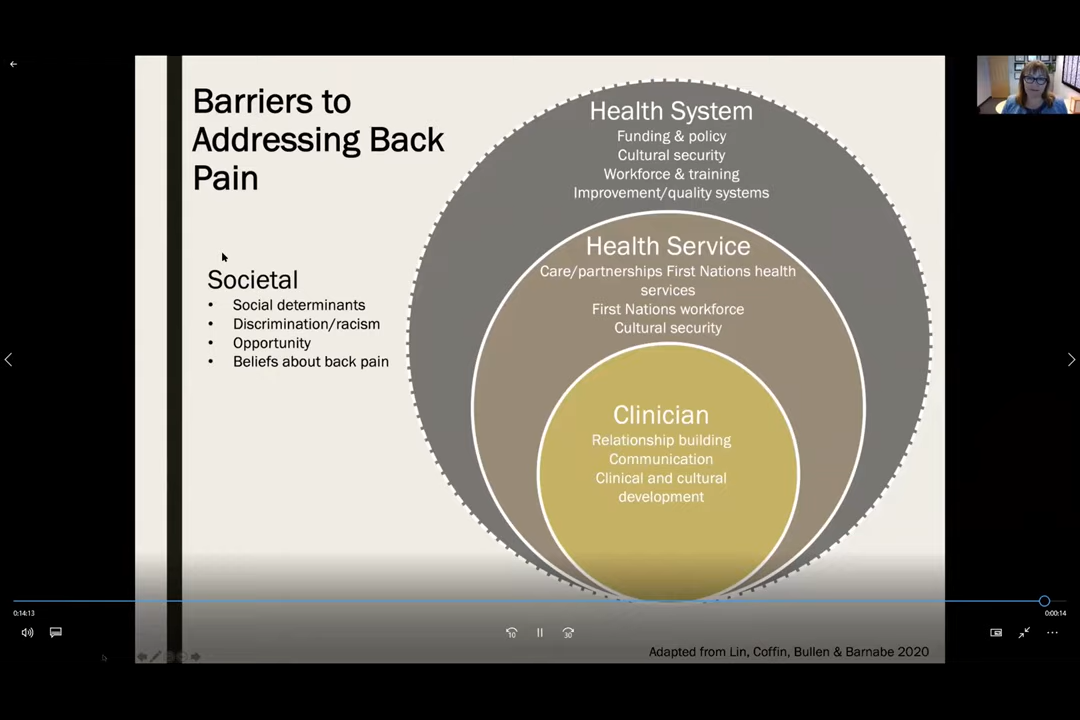 Barriers to
Addressing Back
Pain
Societal
• Social determinants
• Discrimination/racism
• Opportunity
• Beliefs about back pain
Health System
Funding & policy
Cultural security
Workforce & training
Improvement/quality systems
Health Service
Care/partnerships First Nations health
services
First Nations workforce
Cultural security
Clinician
Relationship building
Communication
Clinical and cultural
development
0:14:13
0:00:14
10
30
Adapted from Lin, Coffin, Bullen & Barnabe 2020